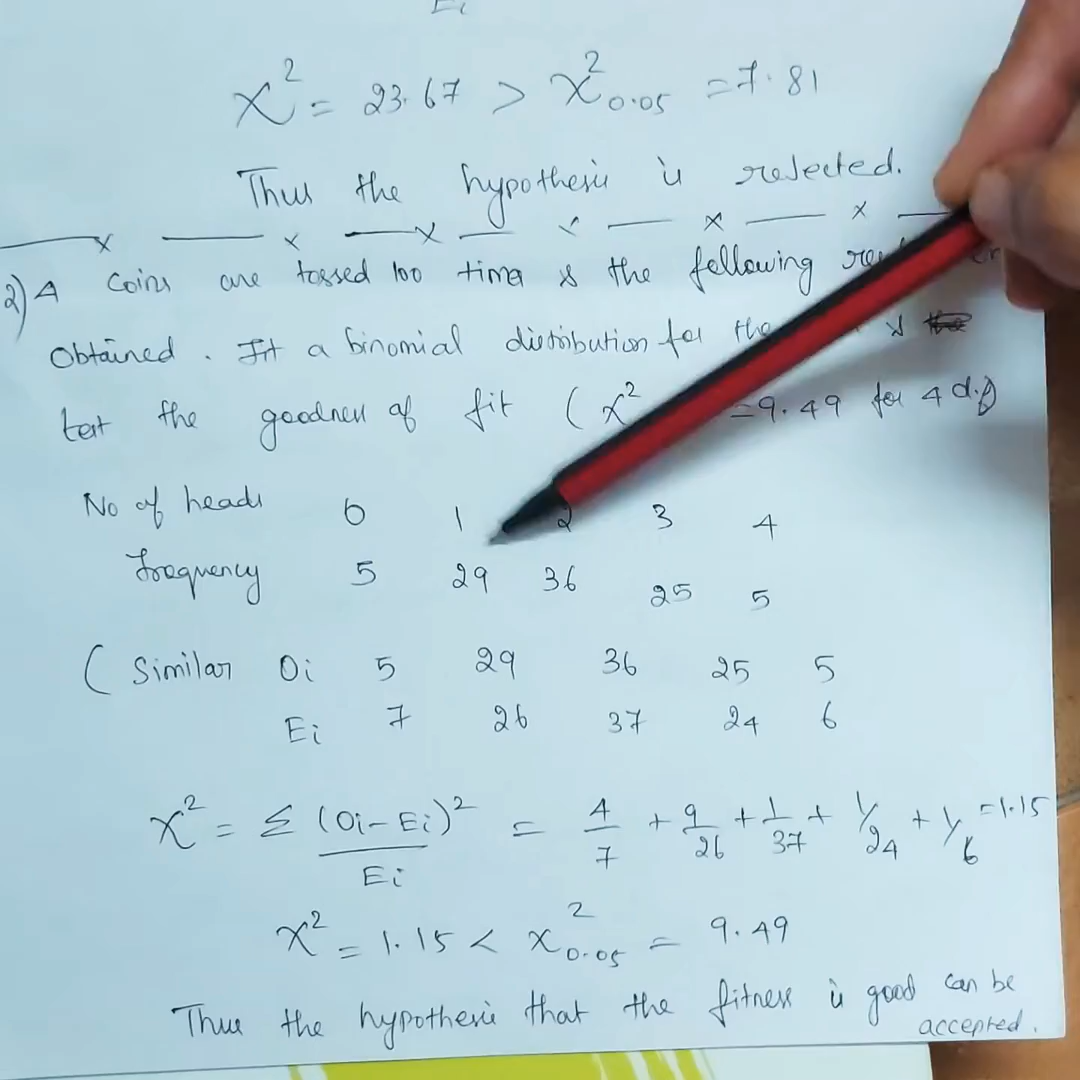 χ² = 23.67 > χ²0.05 = 7.81
Thus the hypothesis is rejected.
2) 4 coins are tossed 100 times & the following
obtained. Fit a binomial distribution for the &
test the goodness of fit (χ² = 9.49 for 4 d.f)
No of heads 0 1 2 3 4
Frequency 5 29 36 25 5
(Similar Oi 5 29 36 25 5
Ei 7 26 37 24 6
χ² = Σ (Oi-Ei)²/Ei = 4/7 + 9/26 + 1/37 + 1/24 + 1/6 = 1.15
χ² = 1.15 < χ²0.05 = 9.49
Thus the hypothesis that the fitness is good can be
accepted.